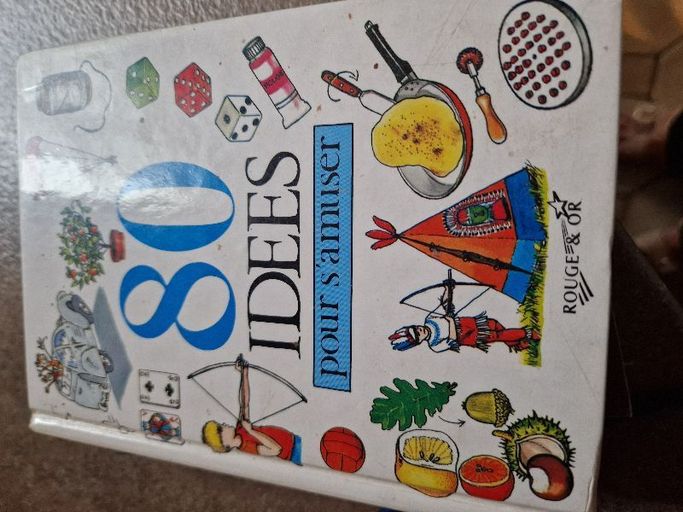 80
IDEES
pour s'amuser
ROUGE & OR